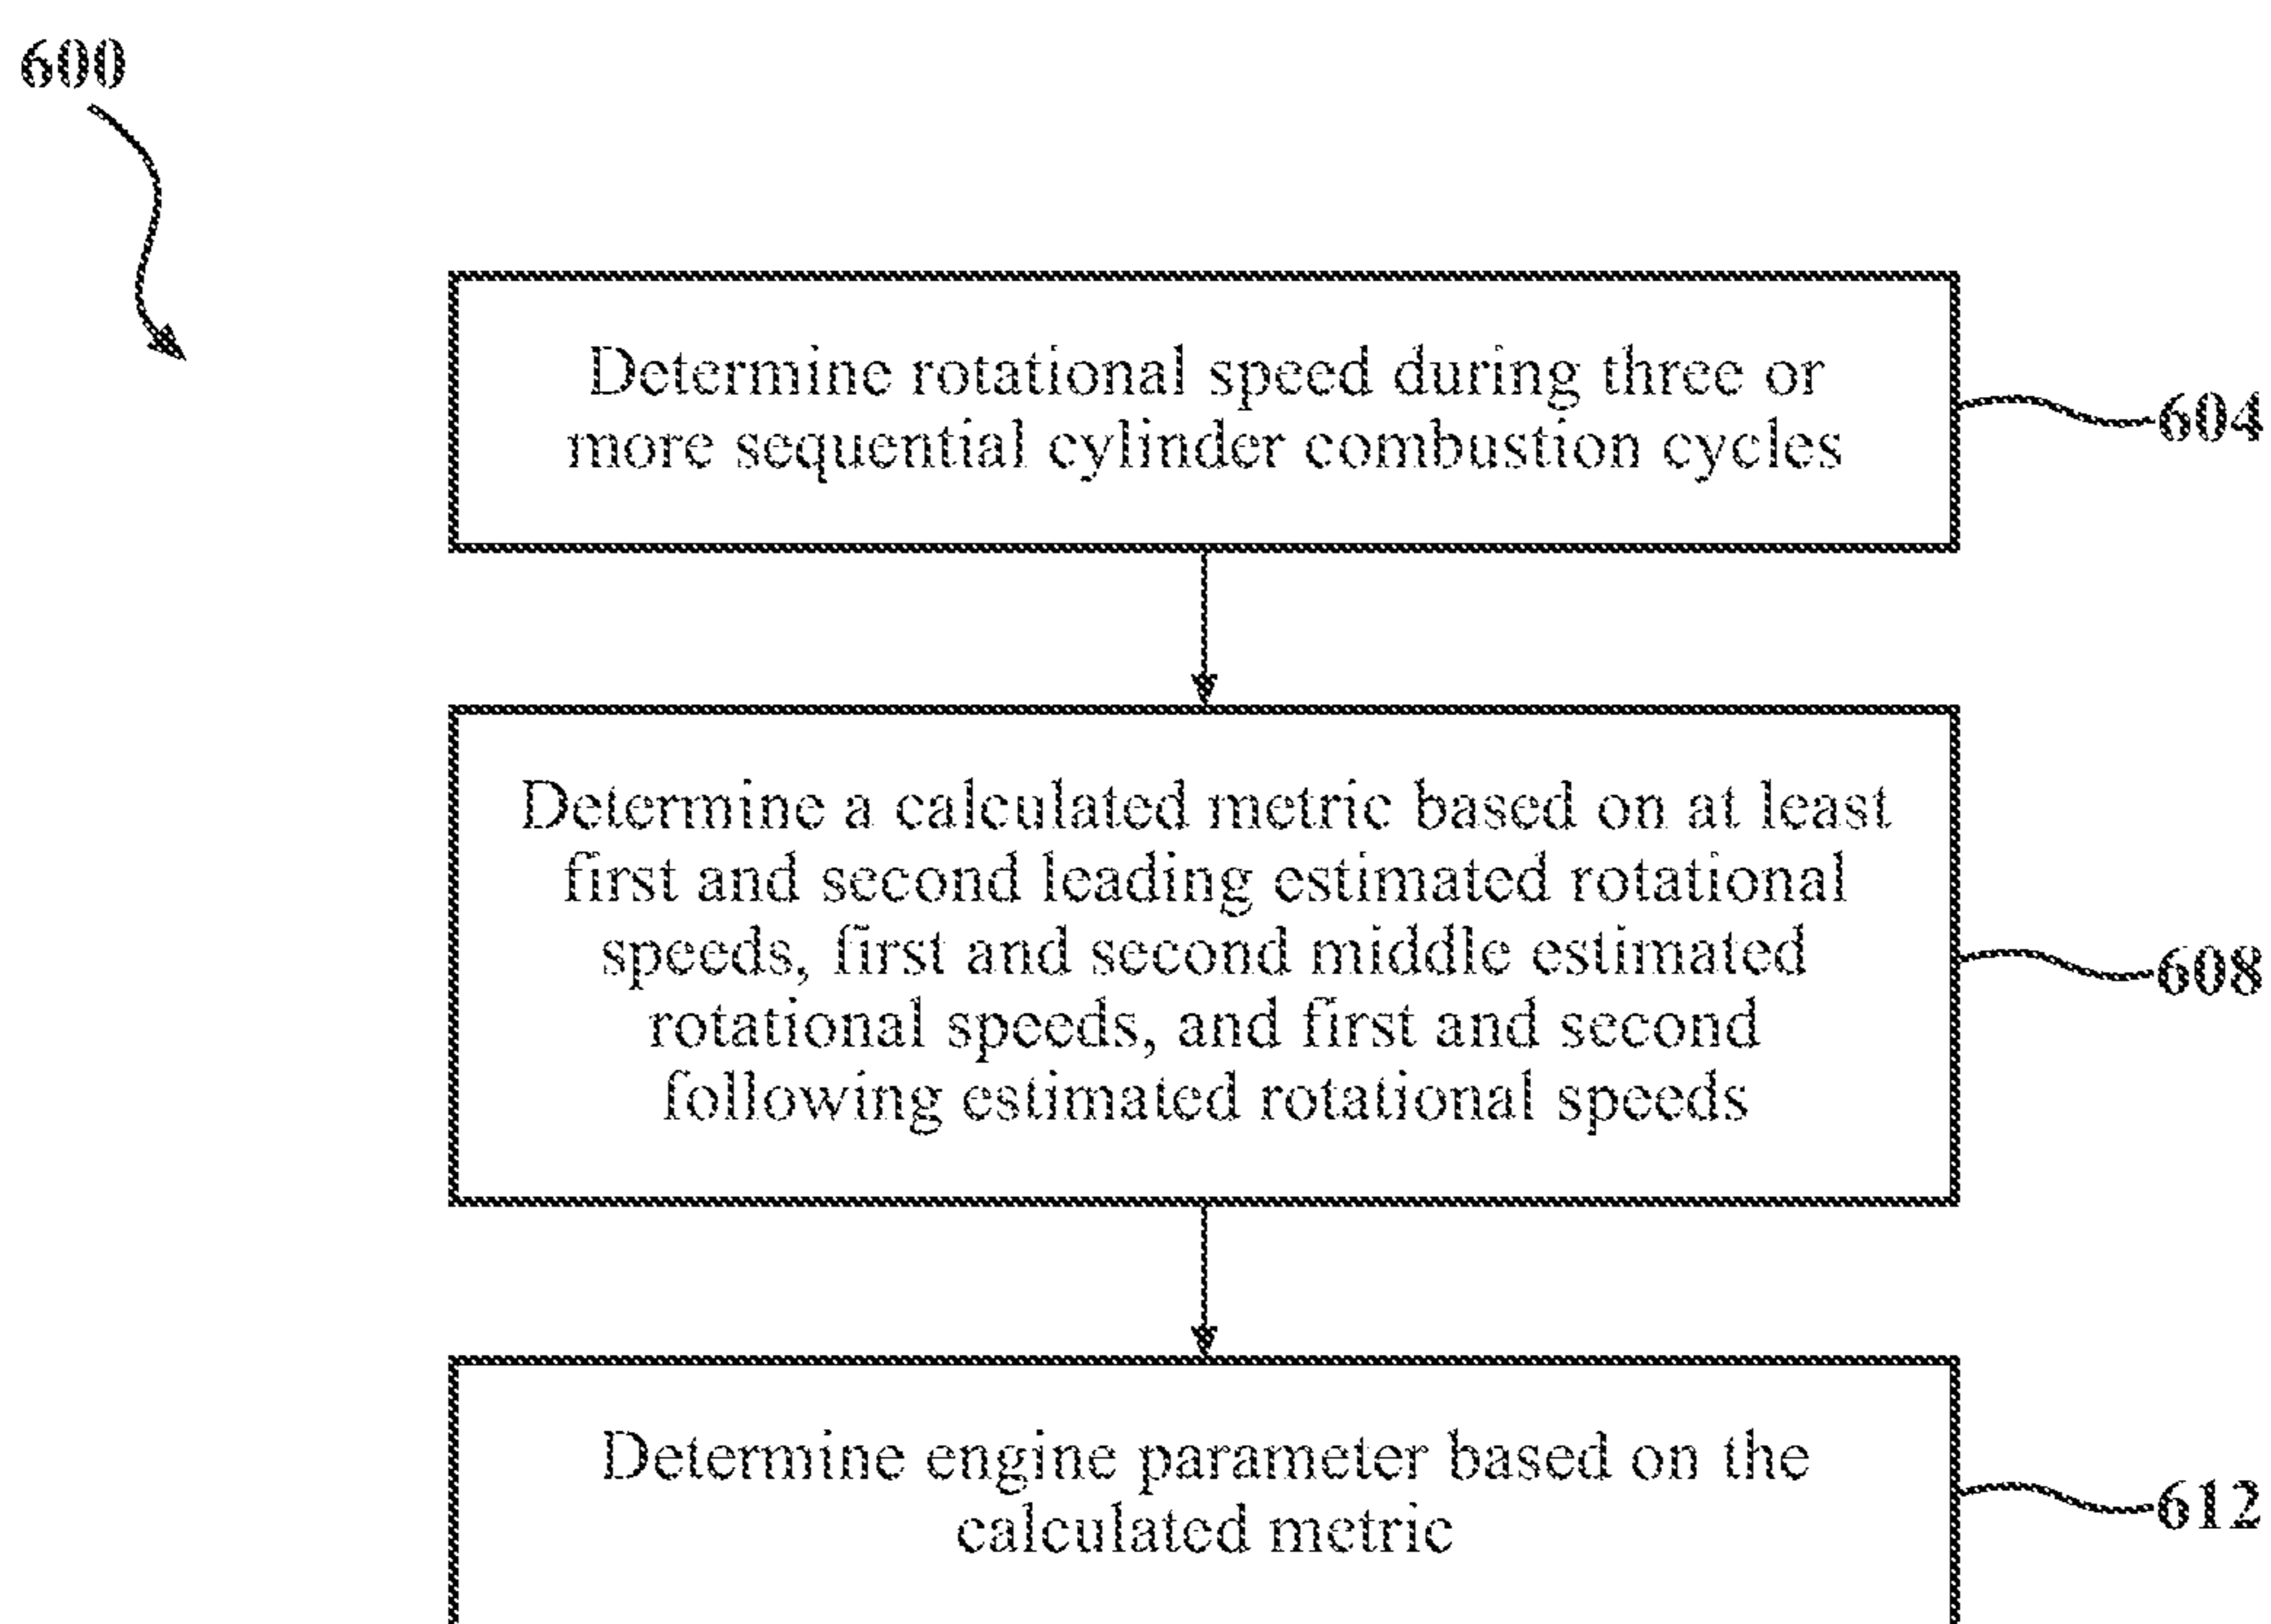 600
Determine rotational speed during three or
more sequential cylinder combustion cycles
604
Determine a calculated metric based on at least
first and second leading estimated rotational
speeds, first and second middle estimated
rotational speeds, and first and second
following estimated rotational speeds
608
Determine engine parameter based on the
calculated metric
612